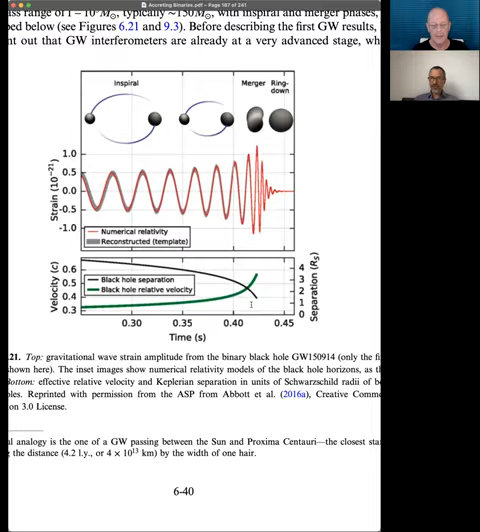 Accreting Binaries.pdf – Page 187 of 241
ass range of 1 –
, typically ~150
, with inspiral and merger phases,
bed below (see Figures 6.21 and 9.3). Before describing the first GW results,
nt out that GW interferometers are already at a very advanced stage, wh
Inspiral
Merger Ring-
down
Strain (10⁻²¹)
1.0
0.5
0.0
-0.5
-1.0
Numerical relativity
Reconstructed (template)
Velocity (c)
0.6
0.5
0.4
0.3
Black hole separation
Black hole relative velocity
4
3
2
1
0
Separation (R_S)
0.30 0.35 0.40 0.45
Time (s)
.21. Top: gravitational wave strain amplitude from the binary black hole GW150914 (only the fi
shown here). The inset images show numerical relativity models of the black hole horizons, as th
Bottom: effective relative velocity and Keplerian separation in units of Schwarzschild radii of b
les. Reprinted with permission from the ASP from Abbott et al. (2016a), Creative Comm
on 3.0 License.
al analogy is the one of a GW passing between the Sun and Proxima Centauri—the closest sta
g the distance (4.2 l.y., or 4 × 10¹³ km) by the width of one hair.
6-40